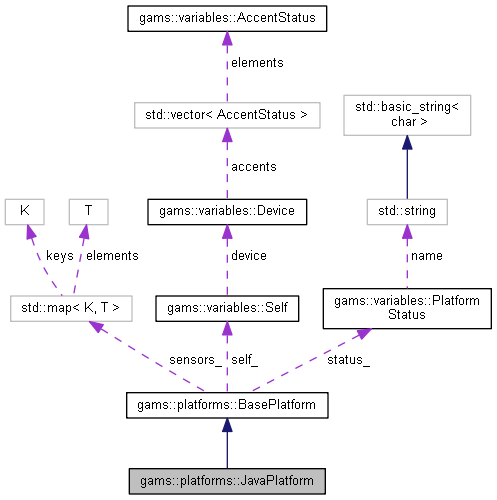 gams::variables::AccentStatus
elements
std::vector< AccentStatus >
std::basic_string<
char >
accents
K
T
gams::variables::Device
std::string
keys
elements
device
name
std::map< K, T >
gams::variables::Self
gams::variables::Platform
Status
sensors_
self_
status_
gams::platforms::BasePlatform
gams::platforms::JavaPlatform